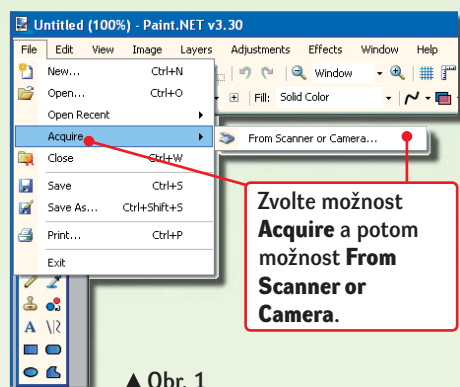 Untitled (100%) - Paint.NET v3.30
File Edit View Image Layers Adjustments Effects Window Help
New... Ctrl+N
Window
Open... Ctrl+O
Fill: Solid Color
Open Recent
Acquire
From Scanner or Camera...
Close Ctrl+W
Save Ctrl+S
Save As... Ctrl+Shift+S
Print... Ctrl+P
Exit
Zvolte možnost
Acquire a potom
možnost From
Scanner or
Camera.
▲ Obr. 1